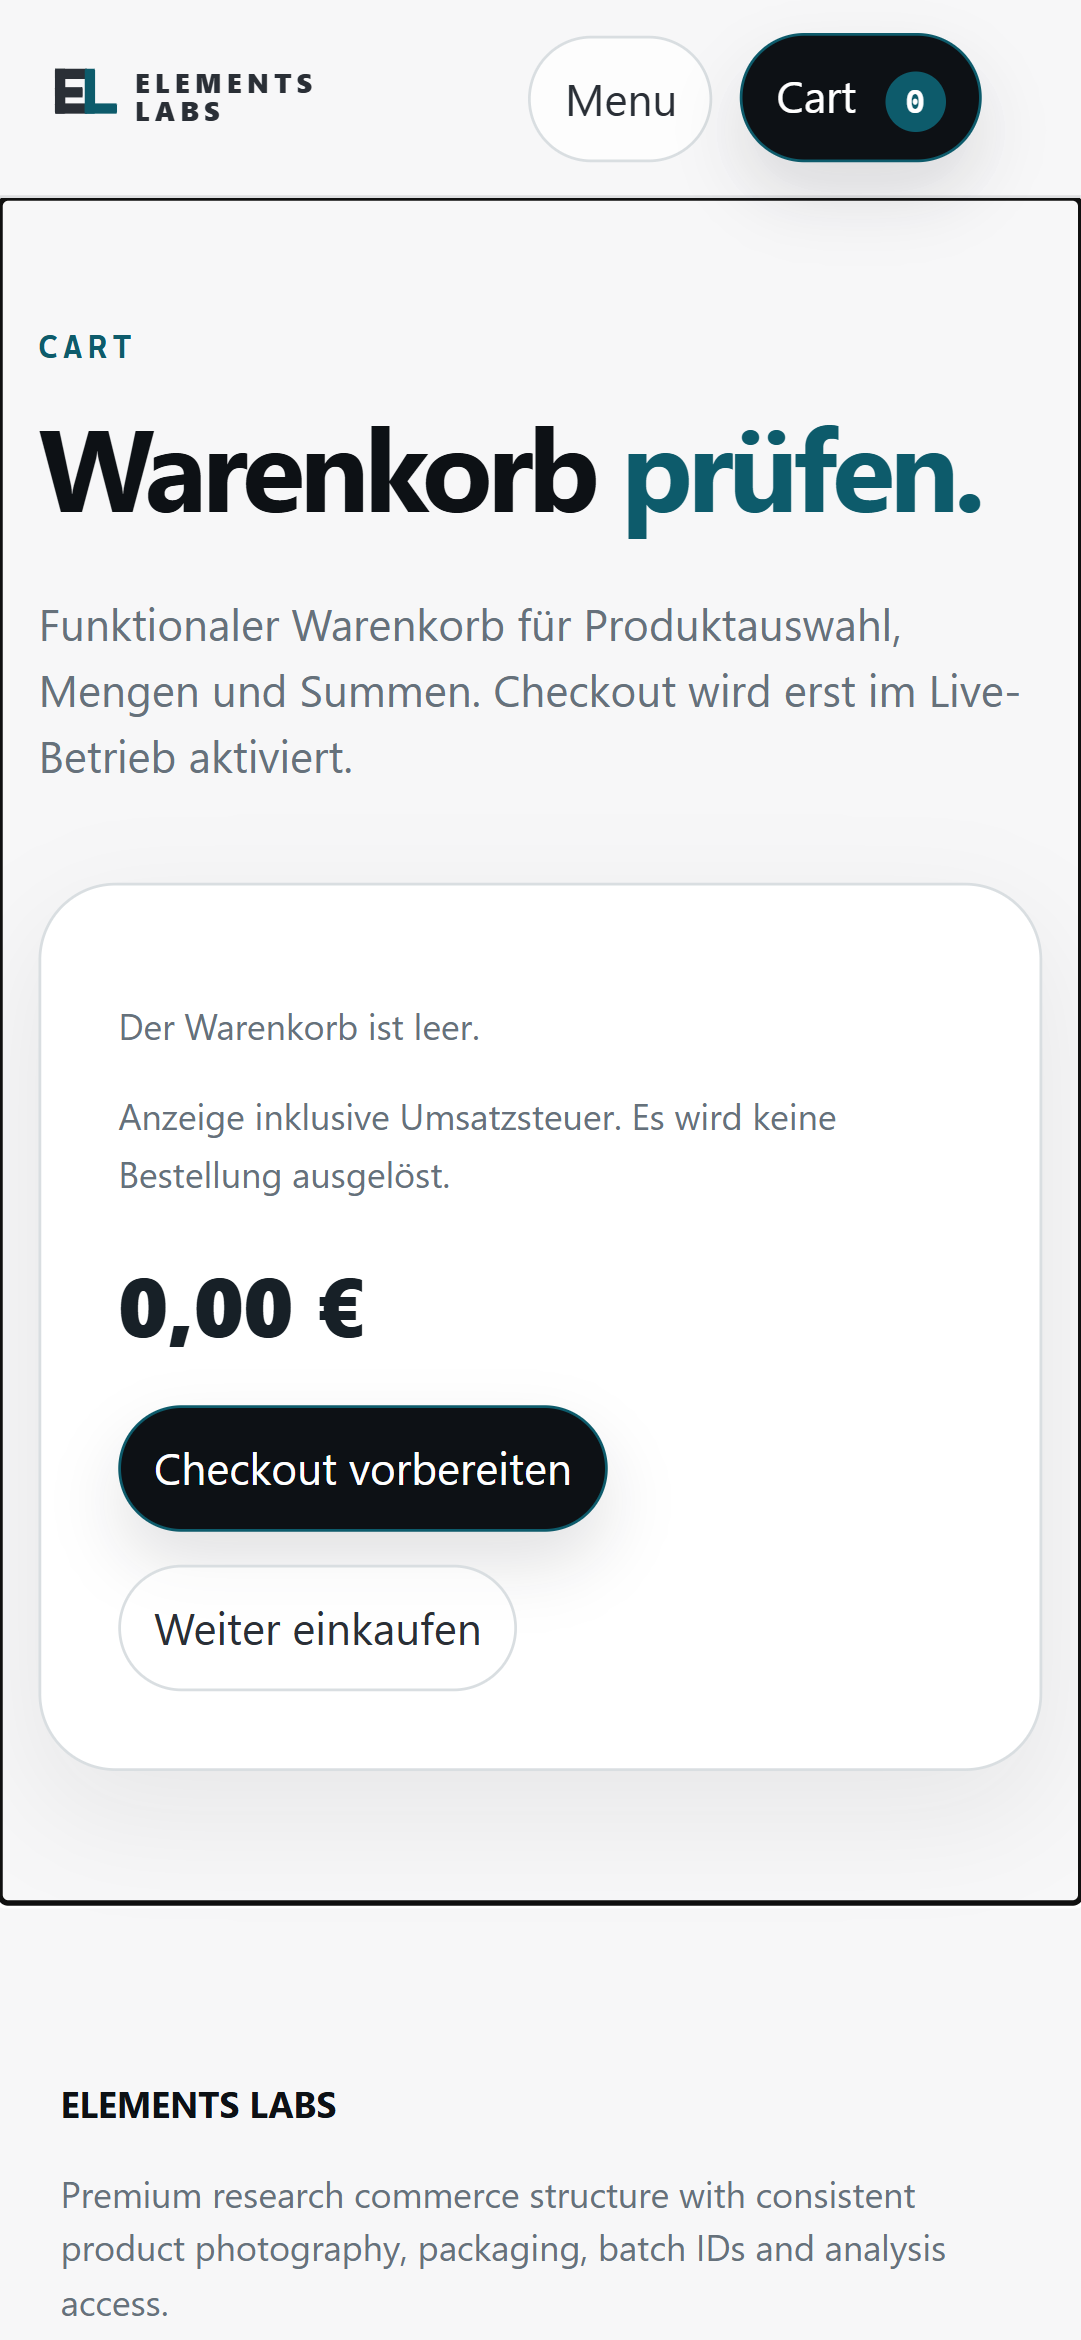 EL ELEMENTS
LABS
Menu
Cart 0
CART
Warenkorb prüfen.
Funktionaler Warenkorb für Produktauswahl,
Mengen und Summen. Checkout wird erst im Live-
Betrieb aktiviert.
Der Warenkorb ist leer.
Anzeige inklusive Umsatzsteuer. Es wird keine
Bestellung ausgelöst.
0,00 €
Checkout vorbereiten
Weiter einkaufen
ELEMENTS LABS
Premium research commerce structure with consistent
product photography, packaging, batch IDs and analysis
access.